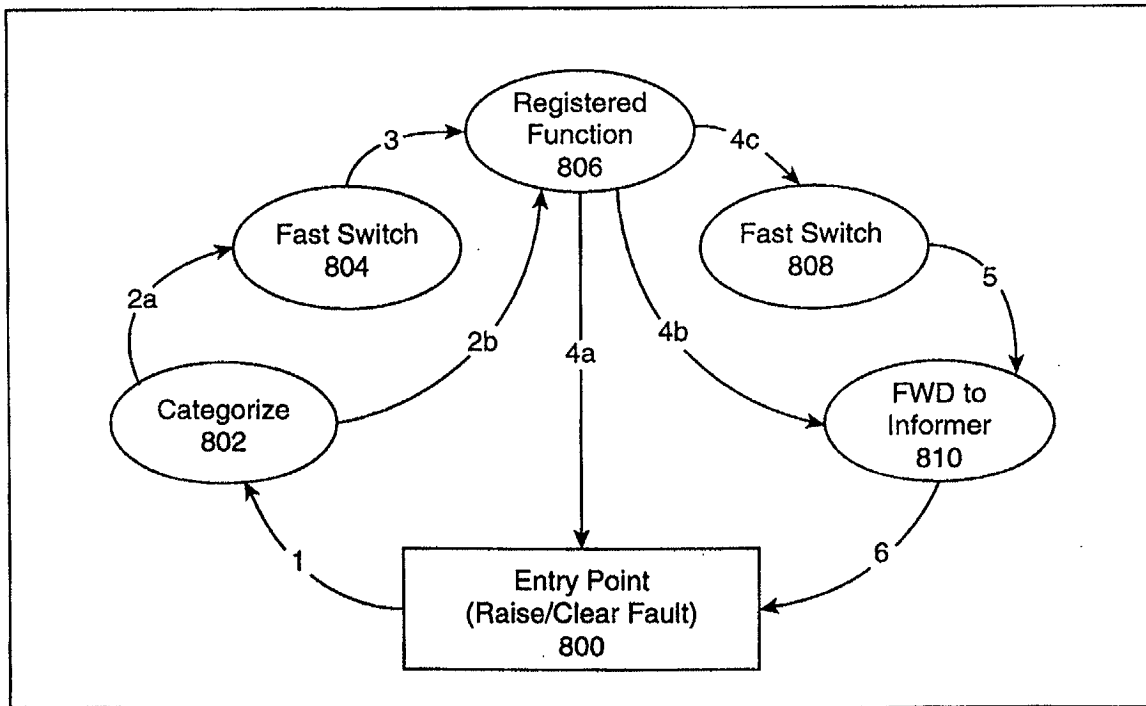 Registered
Function
806
3
4c
Fast Switch
804
Fast Switch
808
2a
5
2b
4a
4b
Categorize
802
FWD to
Informer
810
1
6
Entry Point
(Raise/Clear Fault)
800